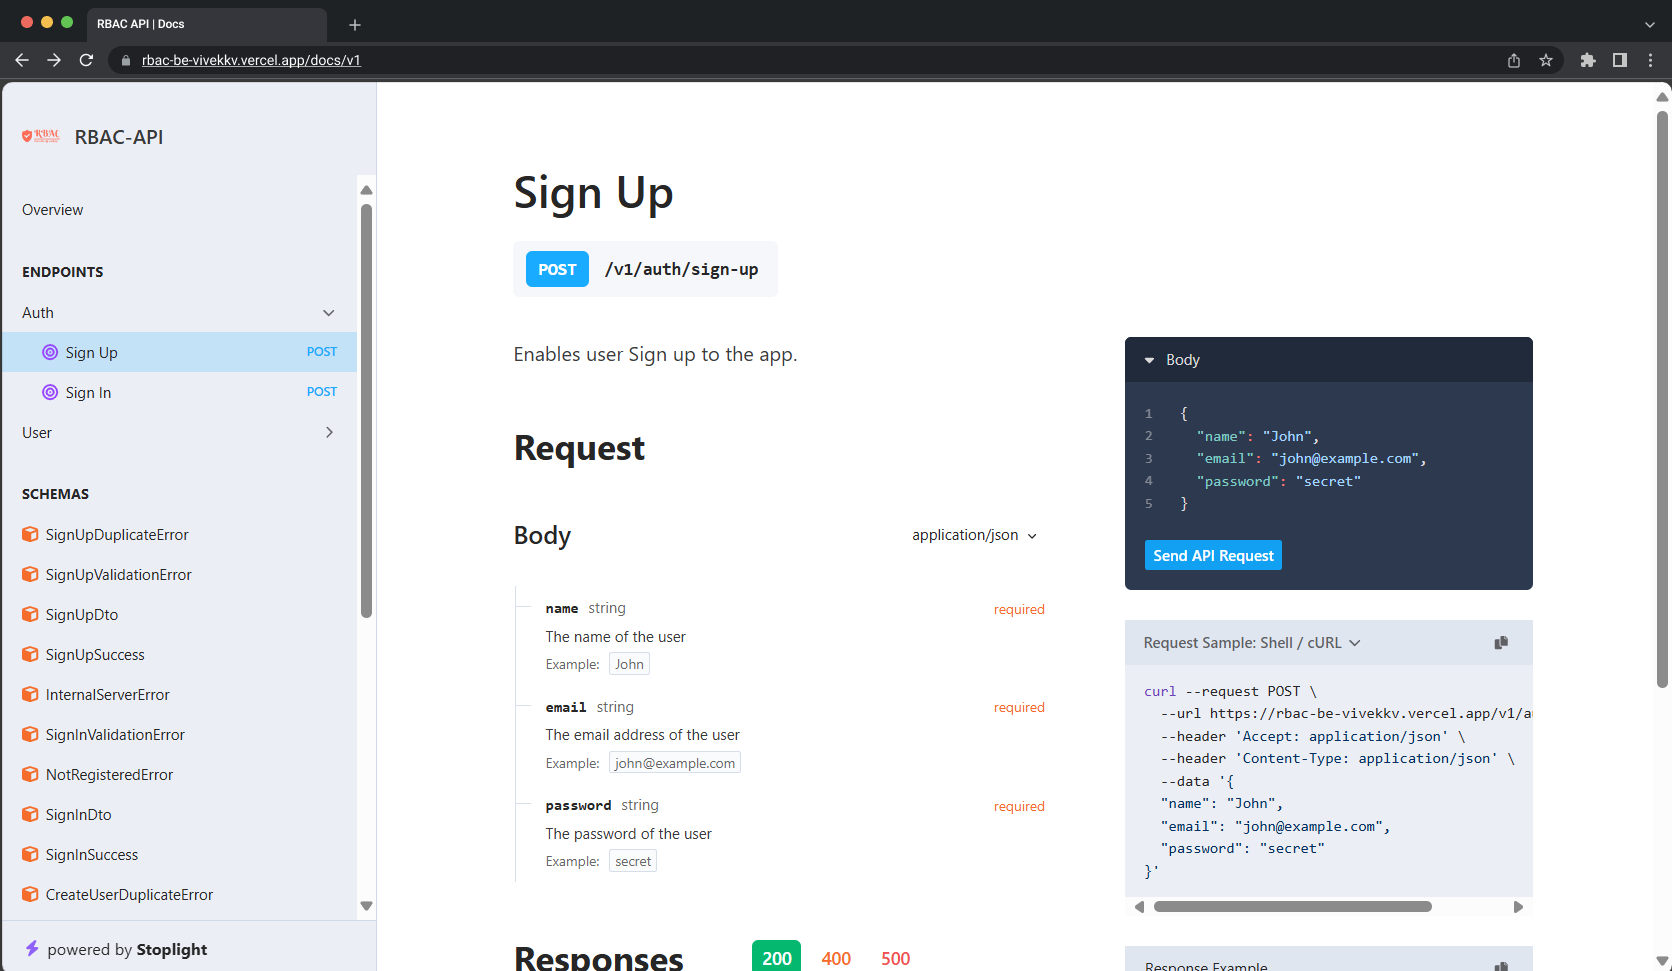 RBAC API | Docs
rbac-be-vivekkv.vercel.app/docs/v1
RBAC
RBAC-API
Overview
ENDPOINTS
Auth
Sign Up POST
Sign In POST
User
SCHEMAS
SignUpDuplicateError
SignUpValidationError
SignUpDto
SignUpSuccess
InternalServerError
SignInValidationError
NotRegisteredError
SignInDto
SignInSuccess
CreateUserDuplicateError
powered by Stoplight
Sign Up
POST /v1/auth/sign-up
Enables user Sign up to the app.
Request
Body application/json
name string required
The name of the user
Example: John
email string required
The email address of the user
Example: john@example.com
password string required
The password of the user
Example: secret
Responses 200 400 500
Body
1 {
2 "name": "John",
3 "email": "john@example.com",
4 "password": "secret"
5 }
Send API Request
Request Sample: Shell / cURL
curl --request POST \
--url https://rbac-be-vivekkv.vercel.app/v1/a
--header 'Accept: application/json' \
--header 'Content-Type: application/json' \
--data '{
"name": "John",
"email": "john@example.com",
"password": "secret"
}'
Response Example